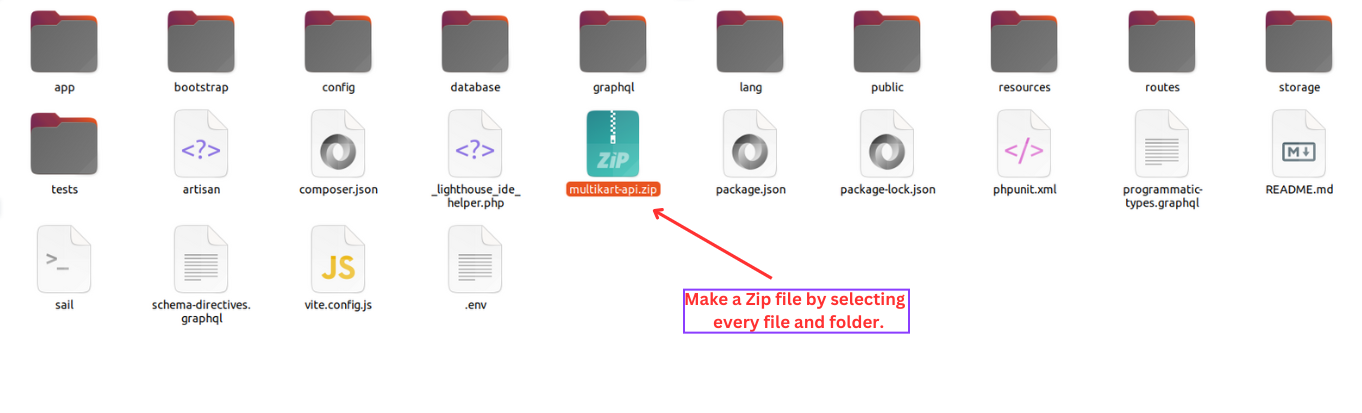 app bootstrap config database graphql lang public resources routes storage
<?> <?> ZiP </> M
tests artisan composer.json _lighthouse_ide_ multikart-api.zip package.json package-lock.json phpunit.xml programmatic- README.md
helper.php types.graphql
>_ JS
sail schema-directives. vite.config.js .env
graphql
Make a Zip file by selecting
every file and folder.